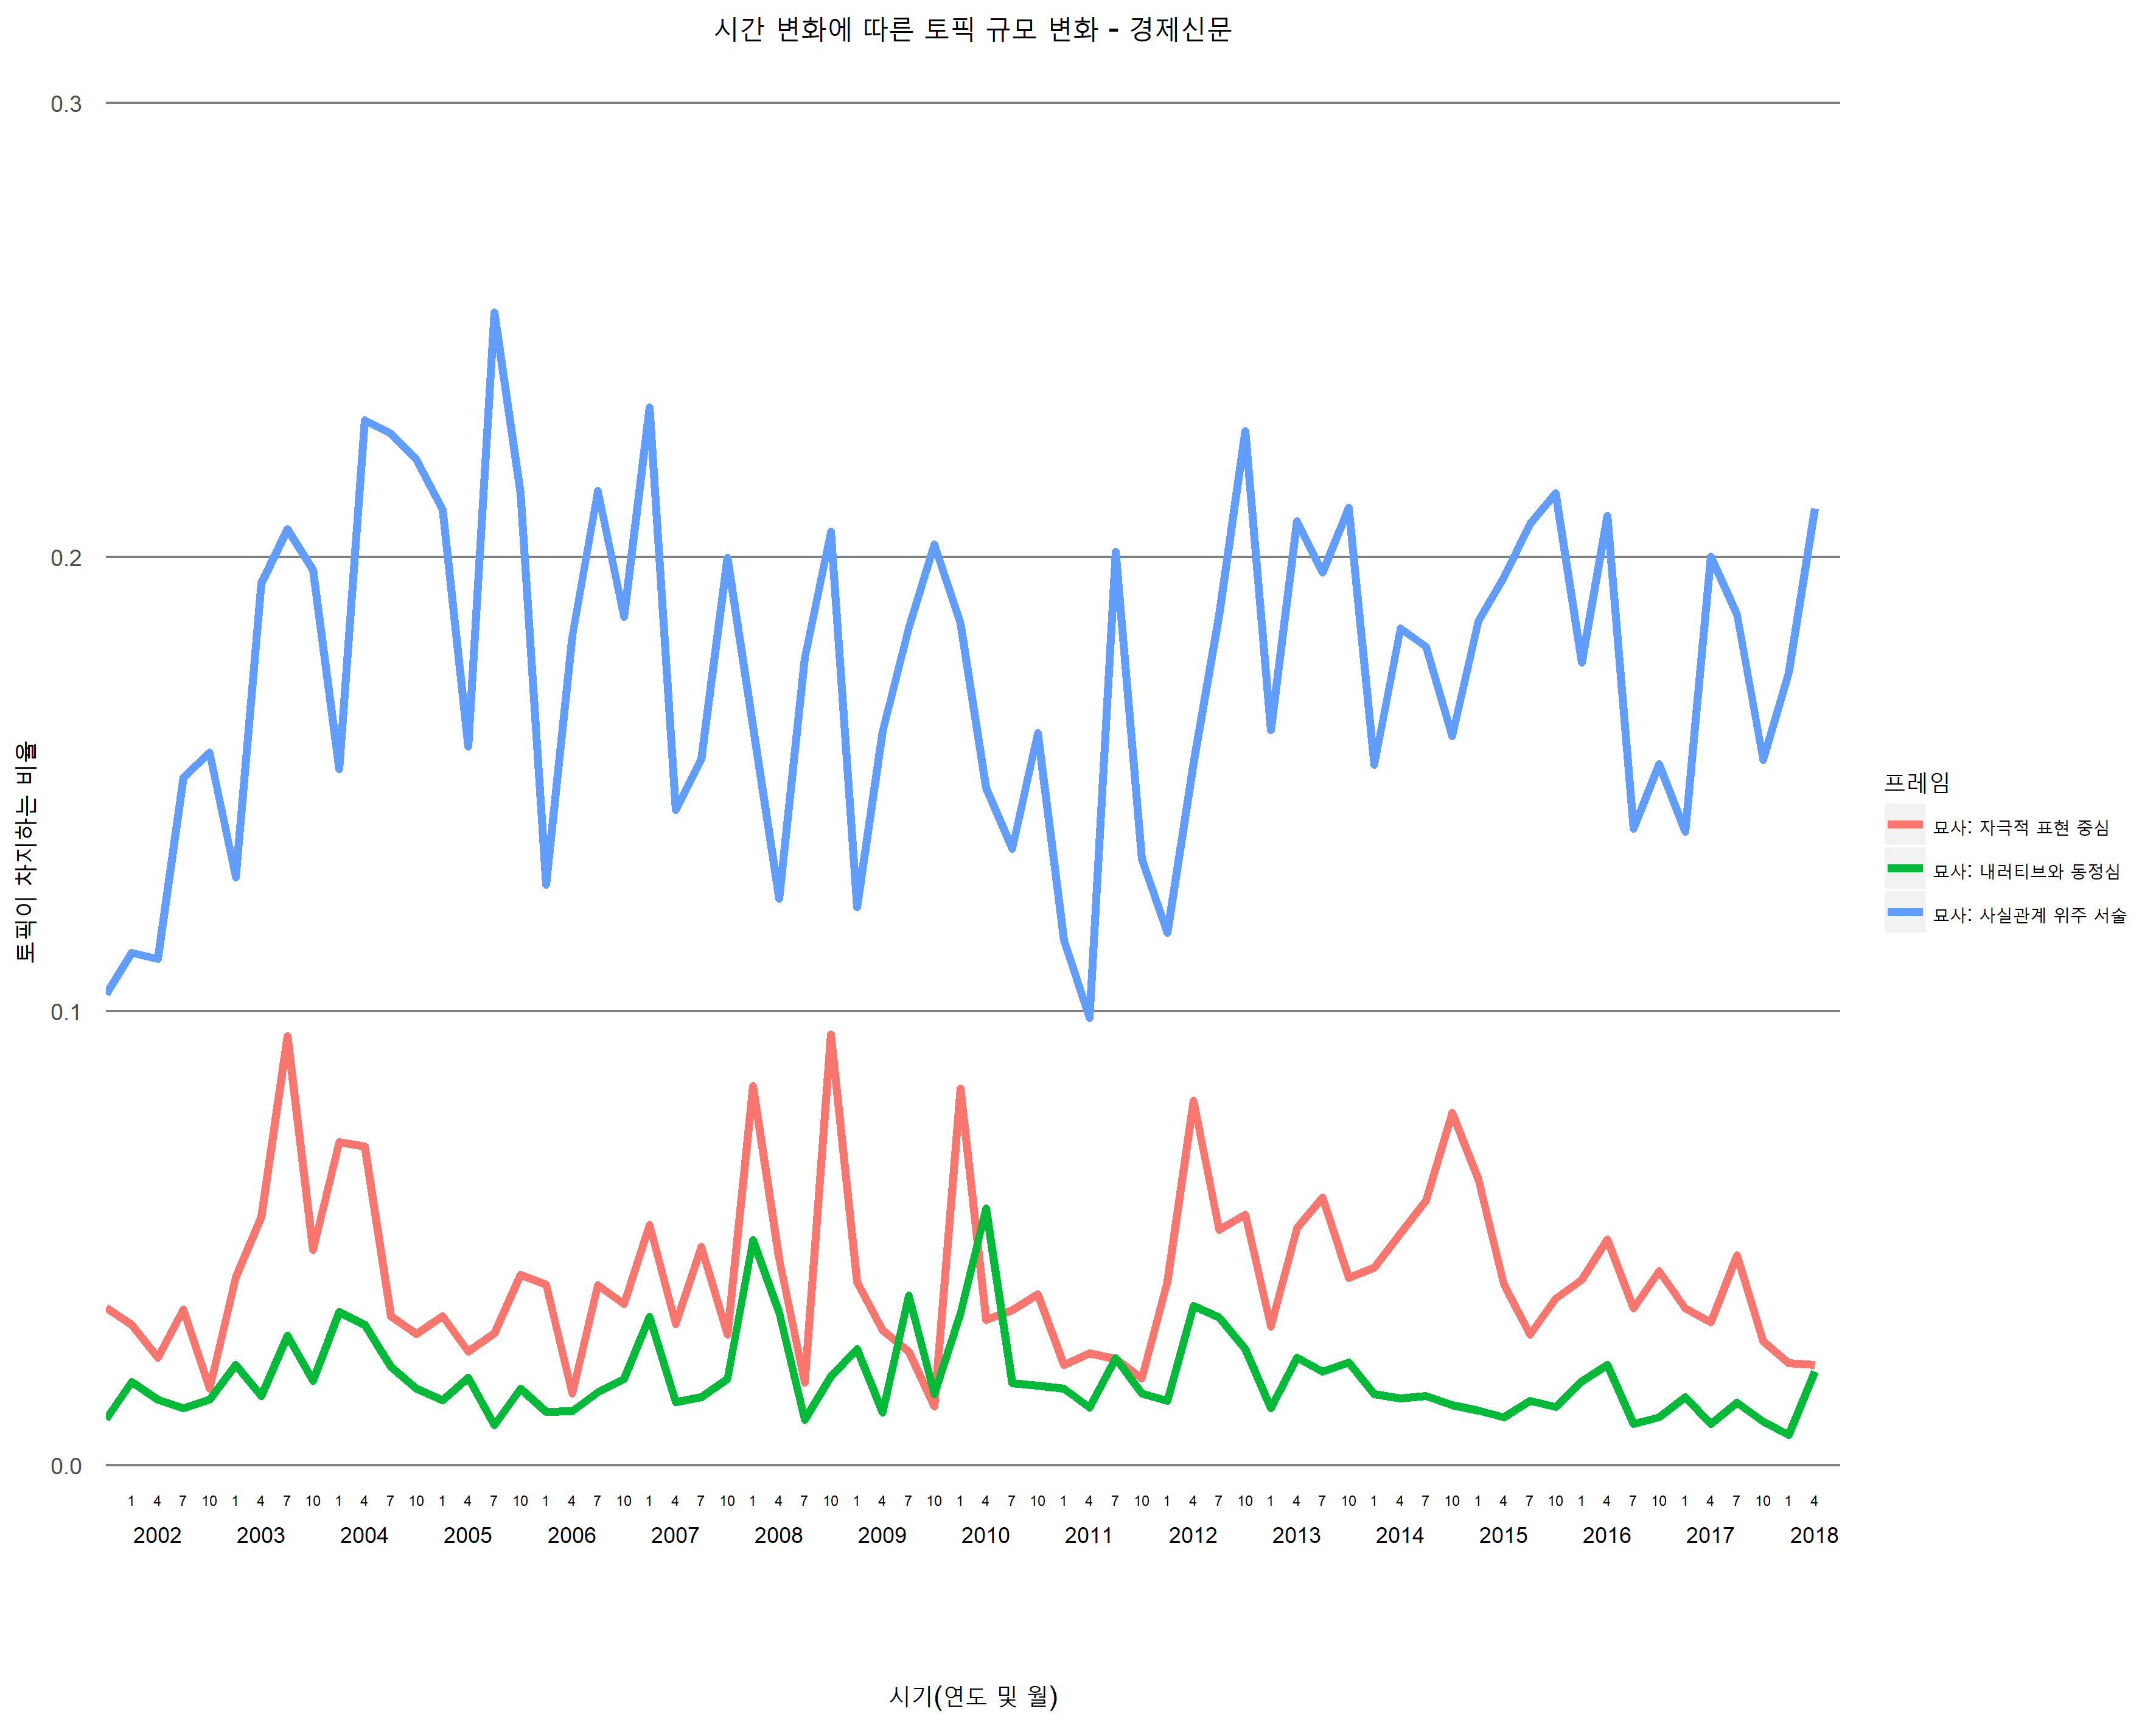 시간 변화에 따른 토픽 규모 변화 - 경제신문
토픽이 차지하는 비율
0.3
0.2
0.1
0.0
1 4 7 10 1 4 7 10 1 4 7 10 1 4 7 10 1 4 7 10 1 4 7 10 1 4 7 10 1 4 7 10 1 4 7 10 1 4 7 10 1 4 7 10 1 4 7 10 1 4 7 10 1 4 7 10 1 4 7 10 1 4 7 10 1 4
2002 2003 2004 2005 2006 2007 2008 2009 2010 2011 2012 2013 2014 2015 2016 2017 2018
시기(연도 및 월)
프레임
묘사: 자극적 표현 중심
묘사: 내러티브와 동정심
묘사: 사실관계 위주 서술